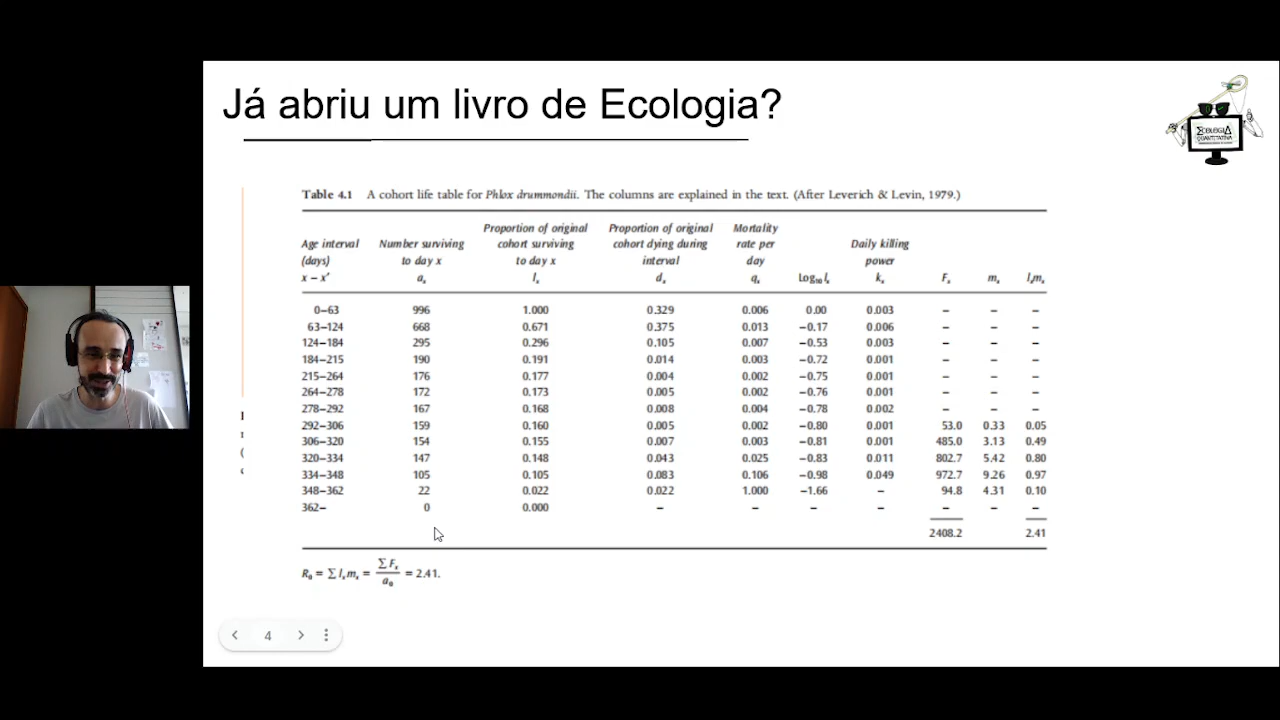 Já abriu um livro de Ecologia?
ECOLOGIA
QUANTITATIVA
Table 4.1 A cohort life table for Phlox drummondii. The columns are explained in the text. (After Leverich & Levin, 1979.)
Proportion of original Proportion of original Mortality
Age interval Number surviving cohort surviving cohort dying during rate per Daily killing
(days) to day x to day x interval day power
x – x' aₓ lₓ dₓ qₓ Log₁₀ lₓ kₓ Fₓ mₓ lₓmₓ
0–63 996 1.000 0.329 0.006 0.00 0.003 – – –
63–124 668 0.671 0.375 0.013 −0.17 0.006 – – –
124–184 295 0.296 0.105 0.007 −0.53 0.003 – – –
184–215 190 0.191 0.014 0.003 −0.72 0.001 – – –
215–264 176 0.177 0.004 0.002 −0.75 0.001 – – –
264–278 172 0.173 0.005 0.002 −0.76 0.001 – – –
278–292 167 0.168 0.008 0.004 −0.78 0.002 – – –
292–306 159 0.160 0.005 0.002 −0.80 0.001 53.0 0.33 0.05
306–320 154 0.155 0.007 0.003 −0.81 0.001 485.0 3.13 0.49
320–334 147 0.148 0.043 0.025 −0.83 0.011 802.7 5.42 0.80
334–348 105 0.105 0.083 0.106 −0.98 0.049 972.7 9.26 0.97
348–362 22 0.022 0.022 1.000 −1.66 – 94.8 4.31 0.10
362– 0 0.000 – – – – – – –
2408.2 2.41
R₀ = ∑ lₓmₓ = ∑ Fₓ / a₀ = 2.41.
4